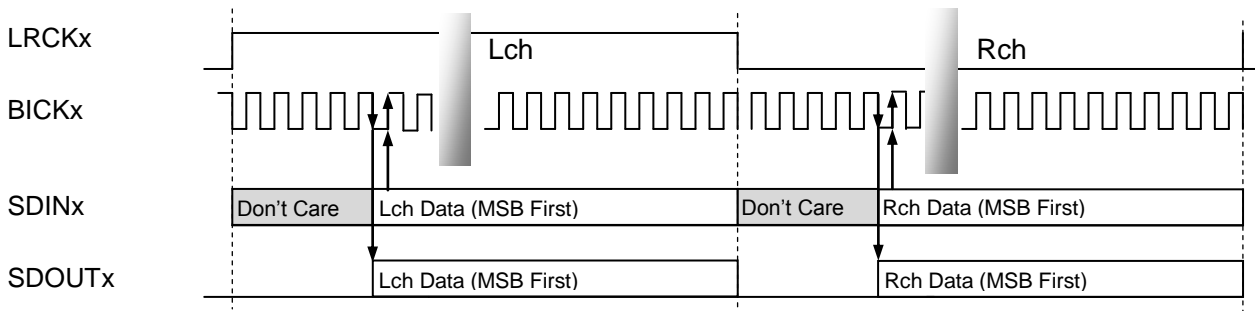 LRCKx
Lch
Rch
BICKx
SDINx
Don't Care
Lch Data (MSB First)
Don't Care
Rch Data (MSB First)
SDOUTx
Lch Data (MSB First)
Rch Data (MSB First)